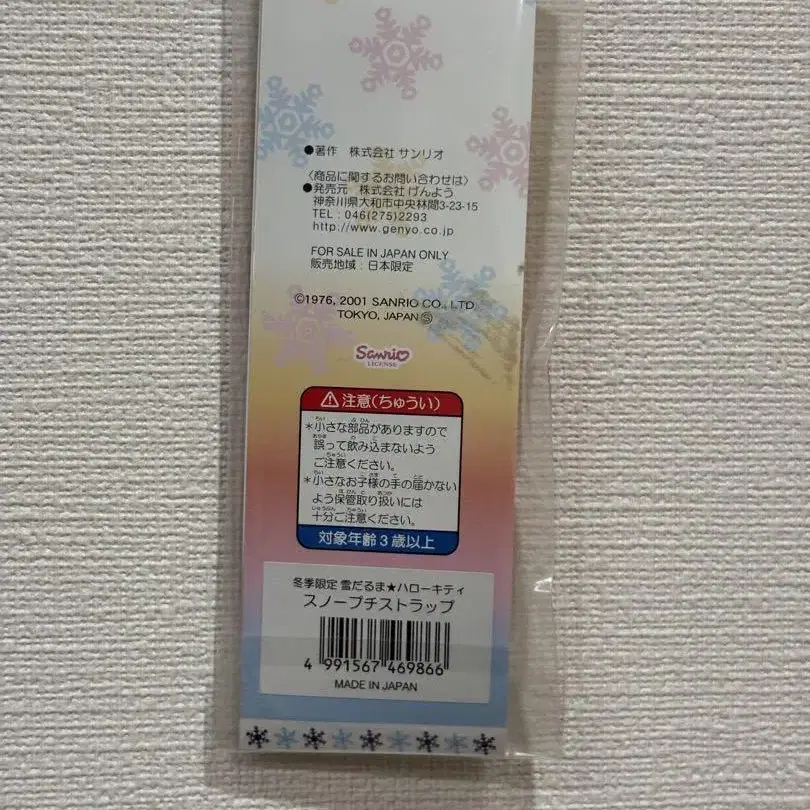 ●著作 株式会社 サンリオ
〈商品に関するお問い合わせは〉
●発売元 株式会社 げんよう
神奈川県大和市中央林間3-23-15
TEL : 046(275)2293
http://www.genyo.co.jp
FOR SALE IN JAPAN ONLY
販売地域 : 日本限定
©1976, 2001 SANRIO CO., LTD.
TOKYO, JAPAN Ⓢ
Sanrio
LICENSE
⚠注意(ちゅうい)
*小さな部品がありますので
誤って飲み込まないよう
ご注意ください。
*小さなお子様の手の届かない
よう保管取り扱いには
十分ご注意ください。
対象年齢3歳以上
冬季限定 雪だるま★ハローキティ
スノープチストラップ
4 991567 469866
MADE IN JAPAN